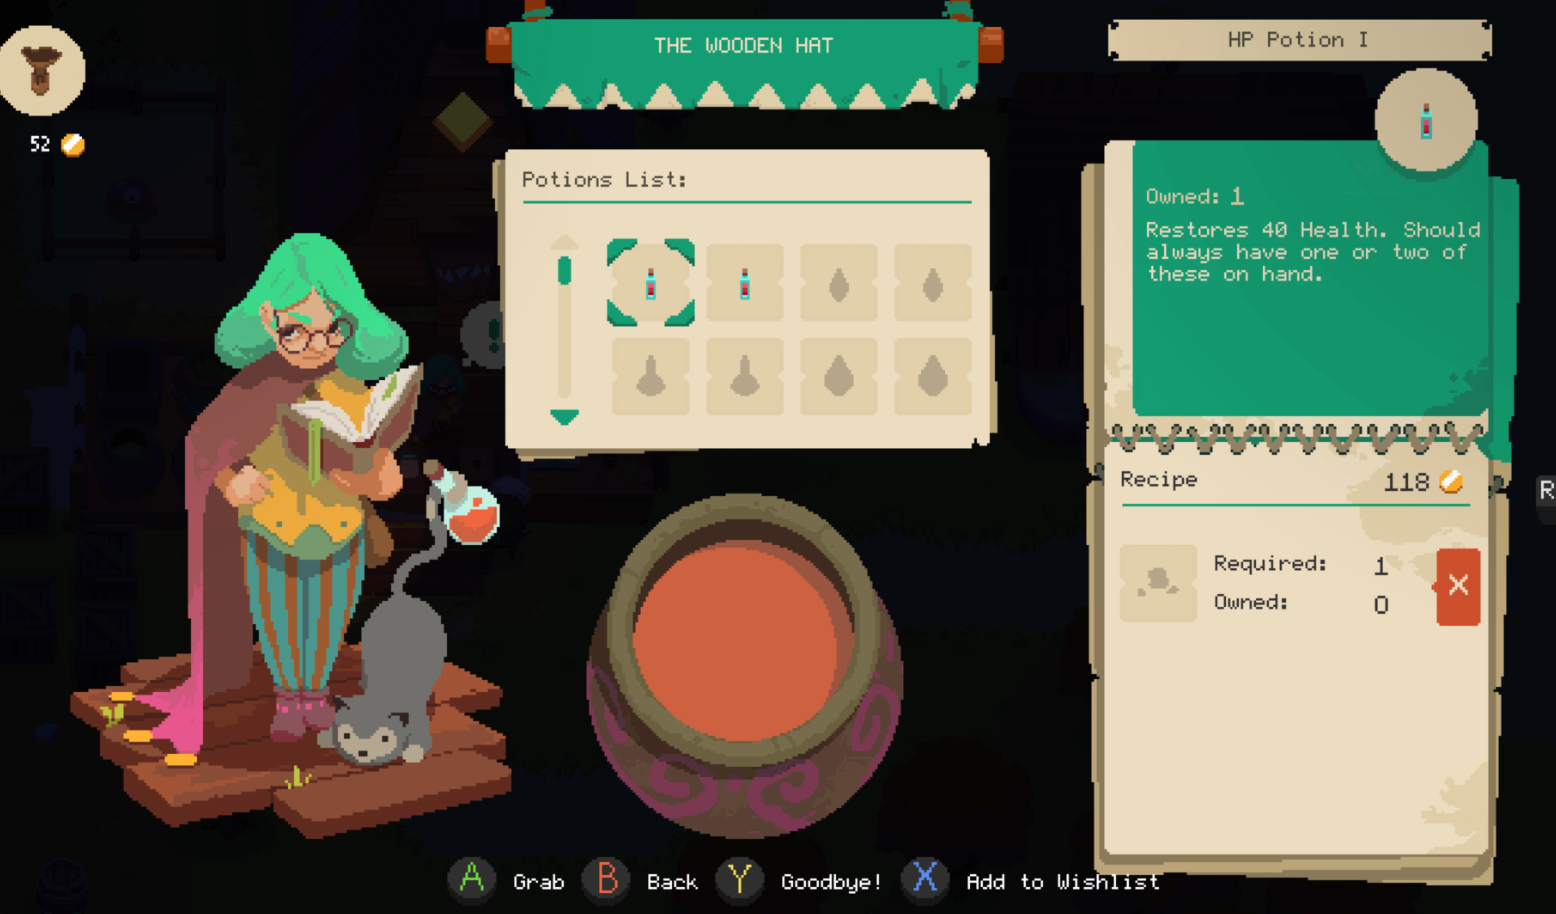 THE WOODEN HAT
HP Potion I
52
Potions List:
Owned: 1
Restores 40 Health. Should
always have one or two of
these on hand.
Recipe 118
Required: 1
Owned: 0
R
A Grab B Back Y Goodbye! X Add to Wishlist